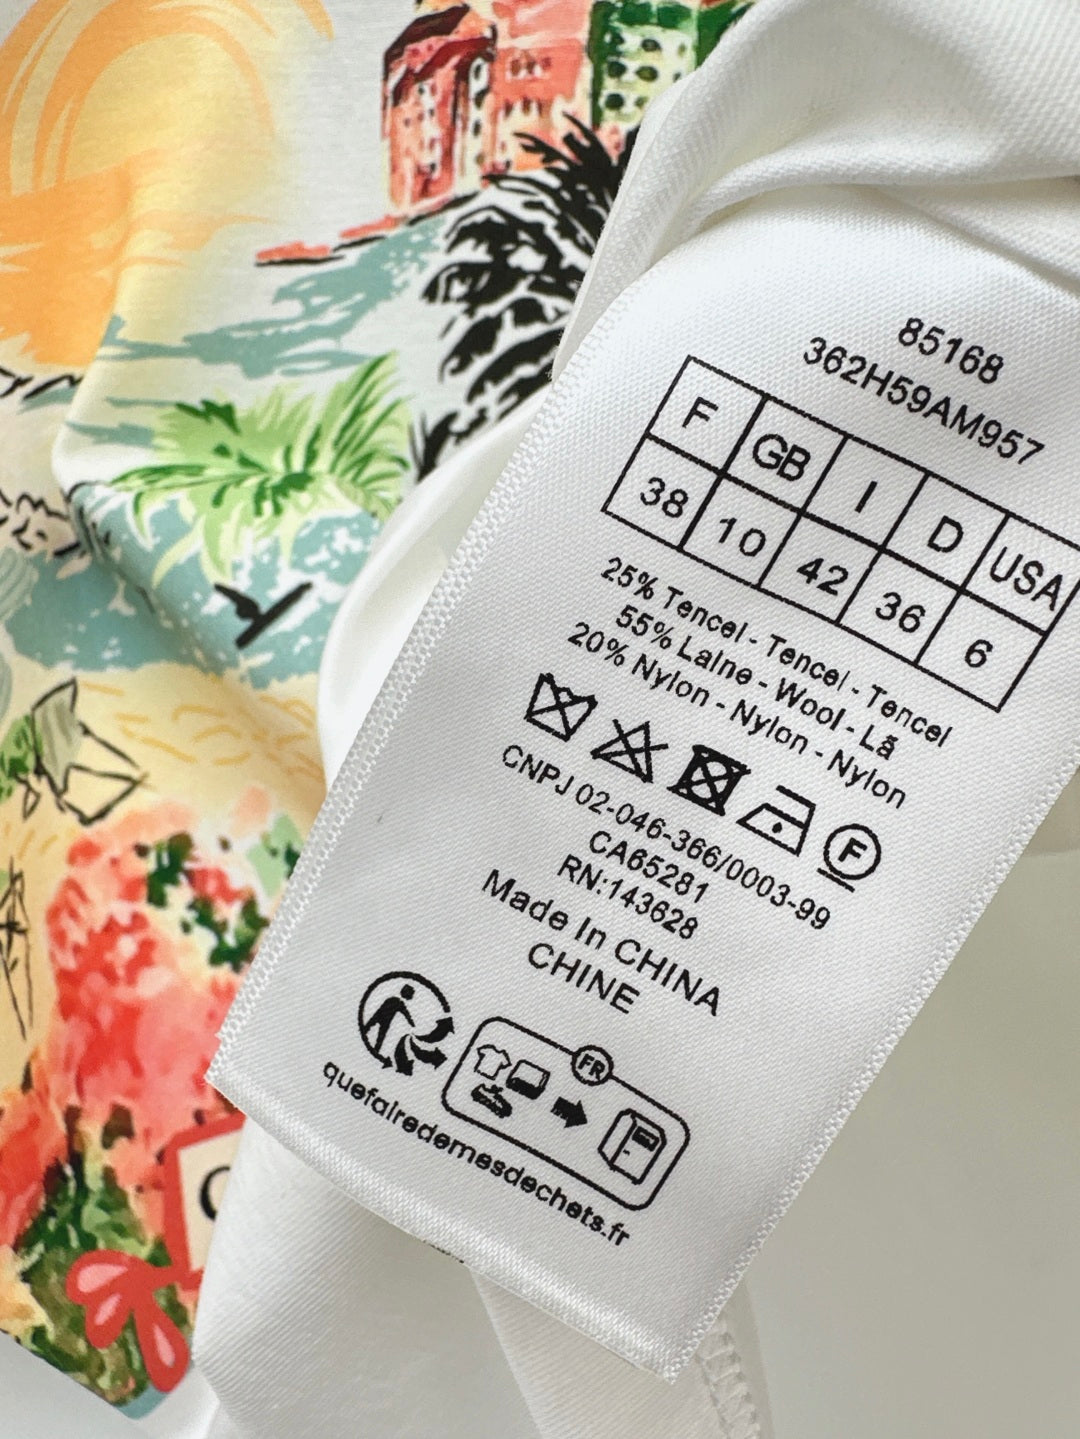 85168
362H59AM957
F GB I D USA
38 10 42 36 6
25% Tencel - Tencel - Tencel
55% Laine - Wool - Lã
20% Nylon - Nylon - Nylon
F
CNPJ 02-046-366/0003-99
CA65281
RN:143628
Made In CHINA
CHINE
FR
quefairedemesdechets.fr